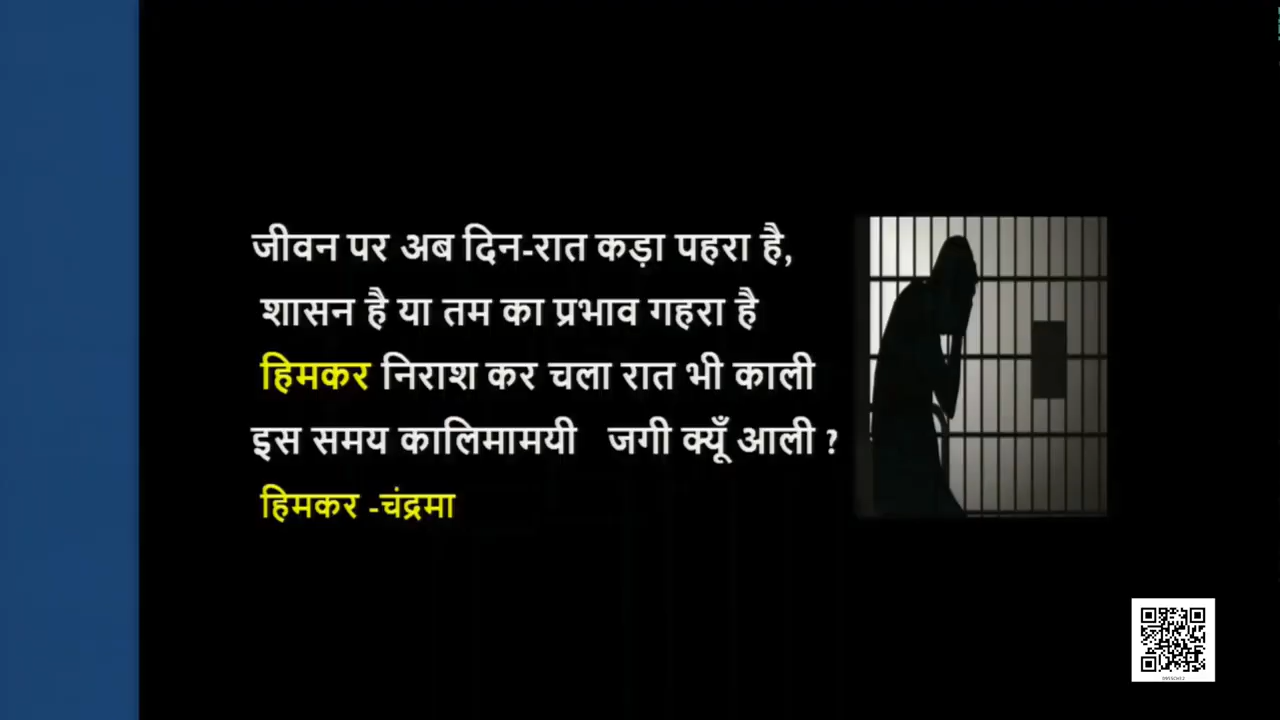 जीवन पर अब दिन-रात कड़ा पहरा है,
शासन है या तम का प्रभाव गहरा है
हिमकर निराश कर चला रात भी काली
इस समय कालिमामयी जगी क्यूँ आली ?
हिमकर -चंद्रमा